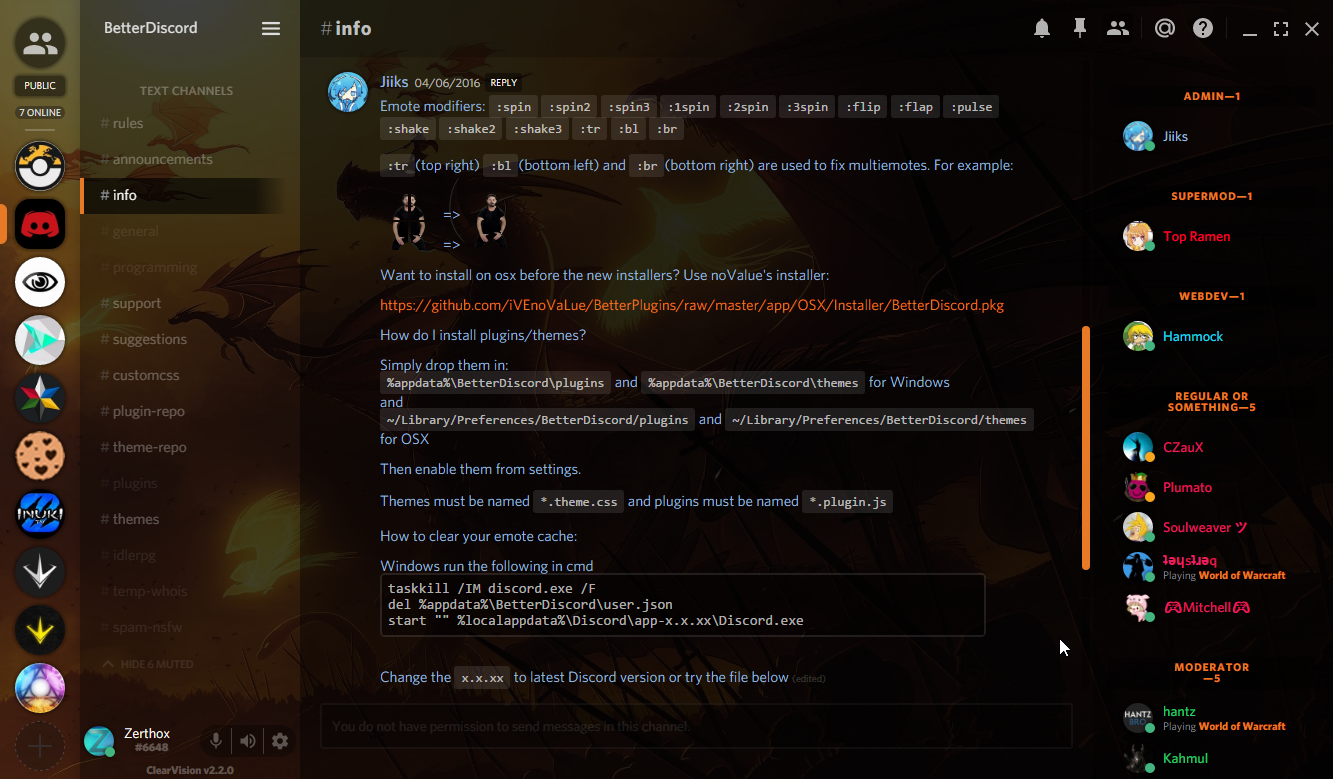 PUBLIC
7 ONLINE
INUKI
BetterDiscord
TEXT CHANNELS
# rules
# announcements
# info
# general
# programming
# support
# suggestions
# customcss
# plugin-repo
# theme-repo
# plugins
# themes
# idlerpg
# temp-whois
# spam-nsfw
HIDE 6 MUTED
Zerthox
#6648
ClearVision v2.2.0
# info
Jiiks 04/06/2016 REPLY
Emote modifiers: :spin :spin2 :spin3 :1spin :2spin :3spin :flip :flap :pulse
:shake :shake2 :shake3 :tr :bl :br
:tr (top right) :bl (bottom left) and :br (bottom right) are used to fix multiemotes. For example:
=>
=>
Want to install on osx before the new installers? Use noValue's installer:
https://github.com/iVEnoVaLue/BetterPlugins/raw/master/app/OSX/Installer/BetterDiscord.pkg
How do I install plugins/themes?
Simply drop them in:
%appdata%\BetterDiscord\plugins and %appdata%\BetterDiscord\themes for Windows
and
~/Library/Preferences/BetterDiscord/plugins and ~/Library/Preferences/BetterDiscord/themes
for OSX
Then enable them from settings.
Themes must be named *.theme.css and plugins must be named *.plugin.js
How to clear your emote cache:
Windows run the following in cmd
taskkill /IM discord.exe /F
del %appdata%\BetterDiscord\user.json
start "" %localappdata%\Discord\app-x.x.xx\Discord.exe
Change the x.x.xx to latest Discord version or try the file below (edited)
You do not have permission to send messages in this channel.
ADMIN—1
Jiiks
SUPERMOD—1
Top Ramen
WEBDEV—1
Hammock
REGULAR OR
SOMETHING—5
CZauX
Plumato
Soulweaver ツ
Playing World of Warcraft
Mitchell
MODERATOR
—5
HANTZ
BRO
hantz
Playing World of Warcraft
Kahmul